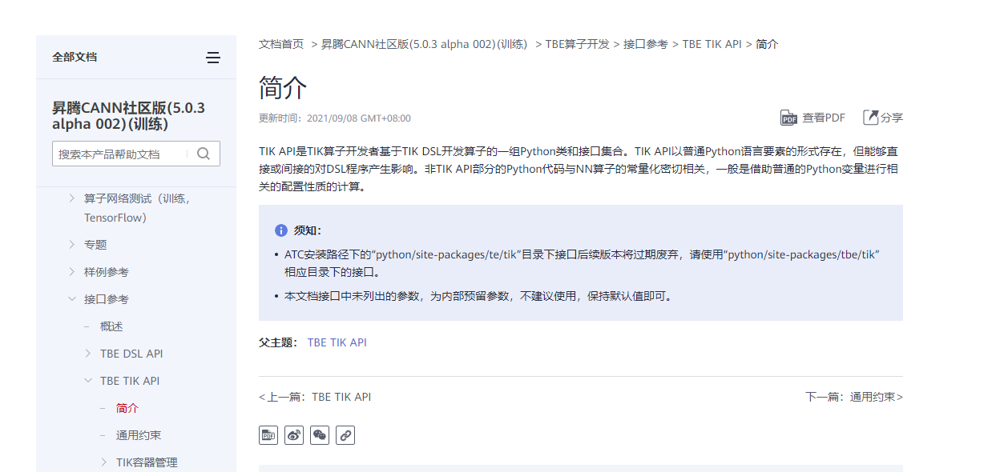 全部文档
昇腾CANN社区版(5.0.3
alpha 002)(训练)
搜索本产品帮助文档
算子网络测试（训练，
TensorFlow）
专题
样例参考
接口参考
概述
TBE DSL API
TBE TIK API
简介
通用约束
TIK容器管理
文档首页 > 昇腾CANN社区版(5.0.3 alpha 002)(训练) > TBE算子开发 > 接口参考 > TBE TIK API > 简介
简介
更新时间：2021/09/08 GMT+08:00
查看PDF 分享
TIK API是TIK算子开发者基于TIK DSL开发算子的一组Python类和接口集合。TIK API以普通Python语言要素的形式存在，但能够直
接或间接的对DSL程序产生影响。非TIK API部分的Python代码与NN算子的常量化密切相关，一般是借助普通的Python变量进行相
关的配置性质的计算。
须知：
• ATC安装路径下的“python/site-packages/te/tik”目录下接口后续版本将过期废弃，请使用“python/site-packages/tbe/tik”
相应目录下的接口。
• 本文档接口中未列出的参数，为内部预留参数，不建议使用，保持默认值即可。
父主题： TBE TIK API
<上一篇：TBE TIK API 下一篇：通用约束>